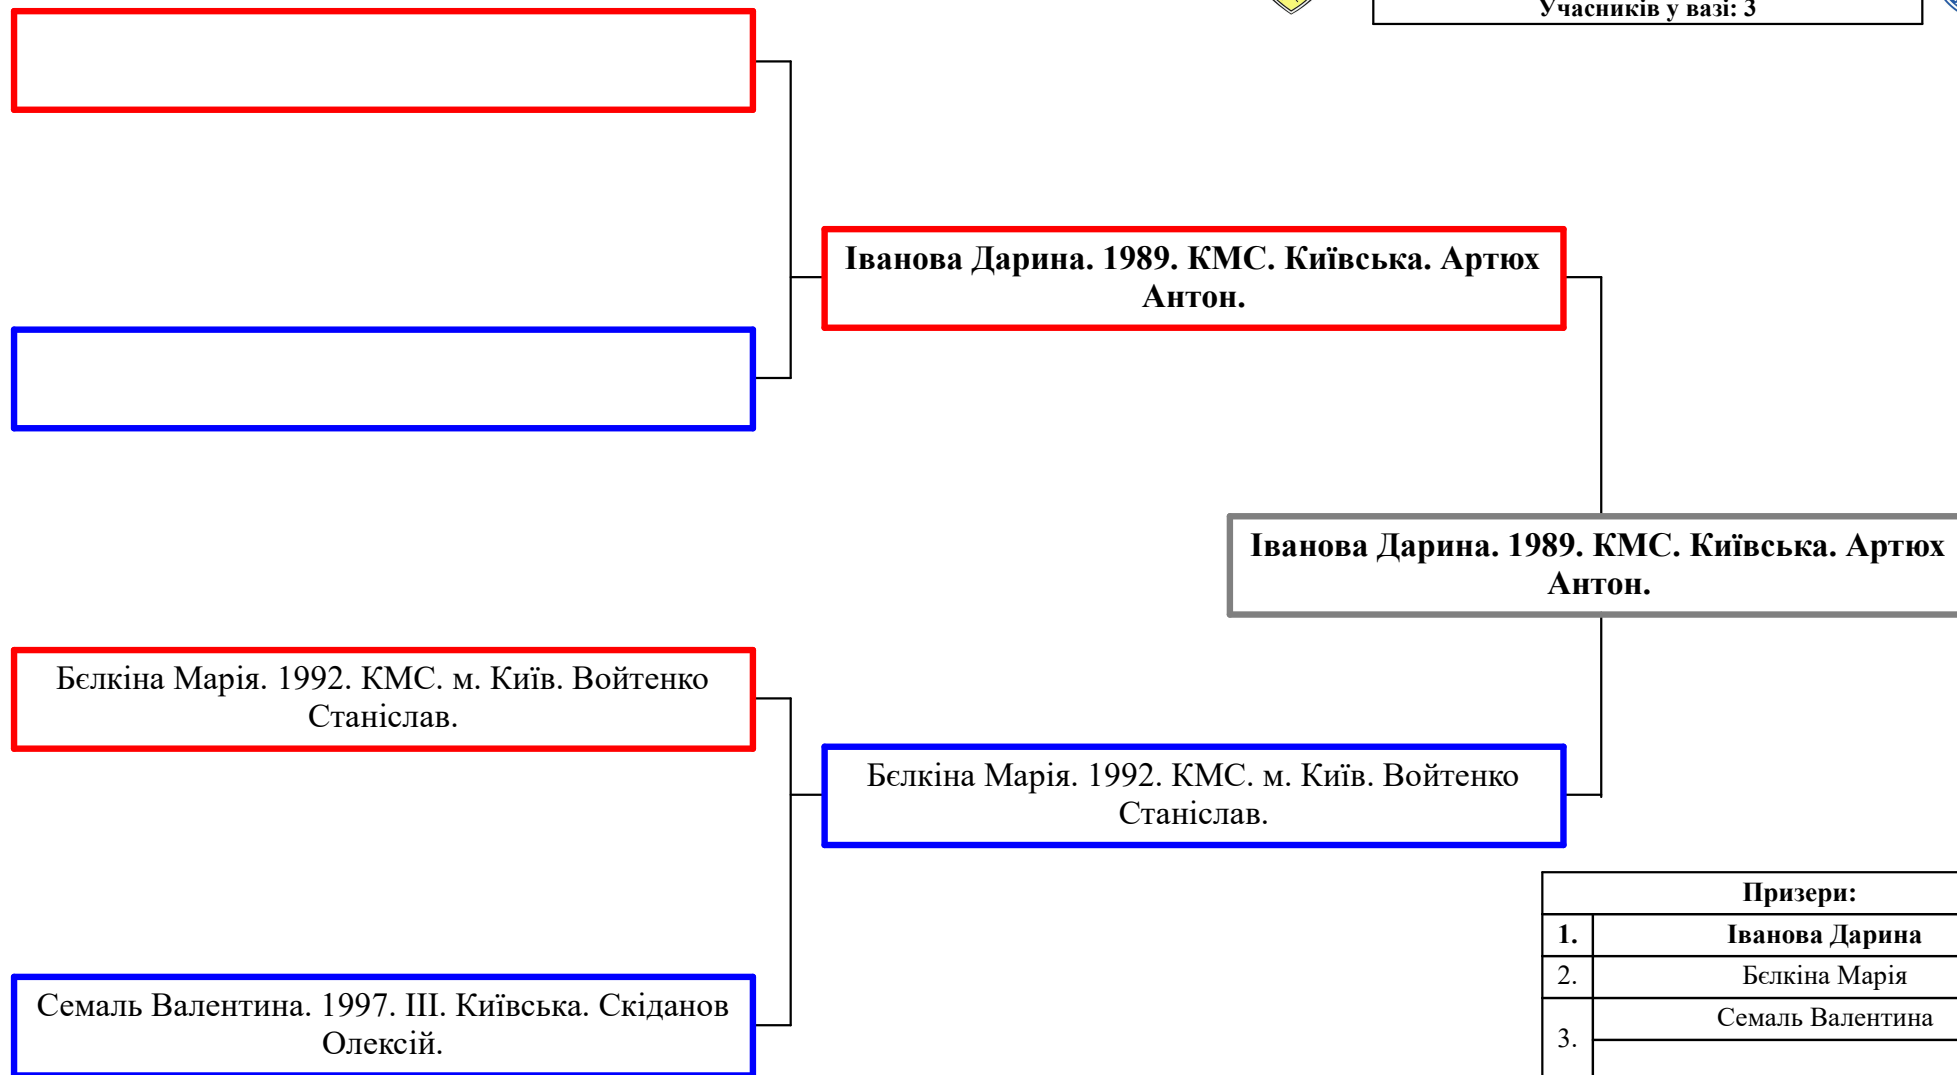 Учасників у вазі: 3
Іванова Дарина. 1989. КМС. Київська. Артюх
Антон.
Іванова Дарина. 1989. КМС. Київська. Артюх
Антон.
Бєлкіна Марія. 1992. КМС. м. Київ. Войтенко
Станіслав.
Бєлкіна Марія. 1992. КМС. м. Київ. Войтенко
Станіслав.
Семаль Валентина. 1997. III. Київська. Скіданов
Олексій.
Призери:
1. Іванова Дарина
2. Бєлкіна Марія
3. Семаль Валентина